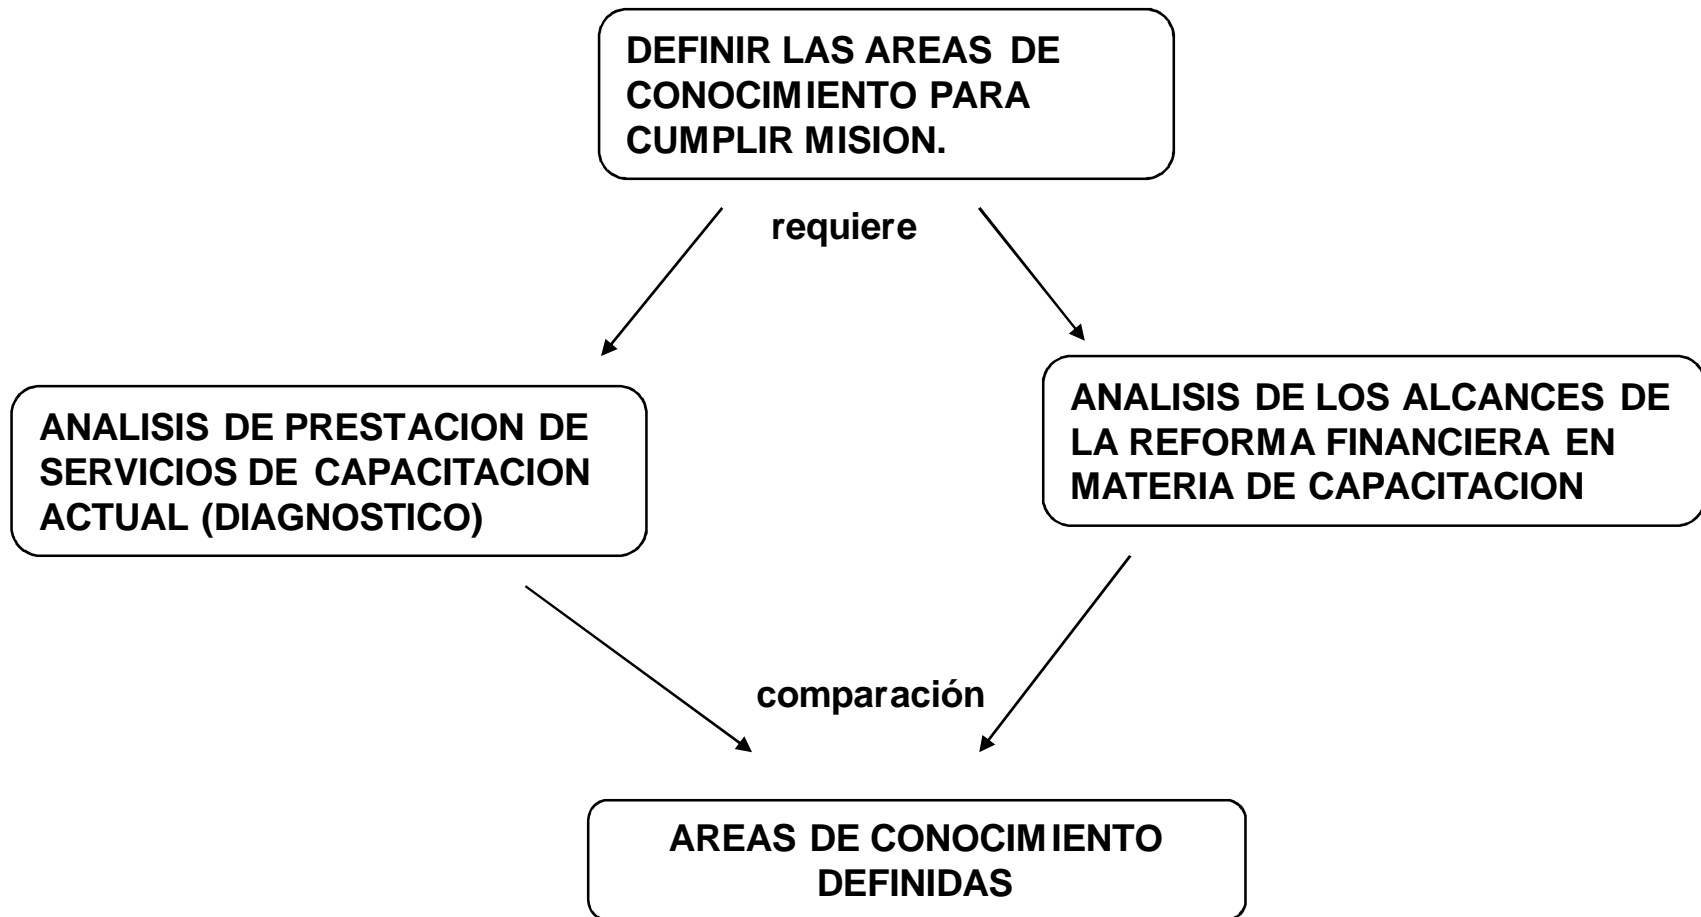 DEFINIR LAS AREAS DE
CONOCIMIENTO PARA
CUMPLIR MISION.
requiere
ANALISIS DE PRESTACION DE
SERVICIOS DE CAPACITACION
ACTUAL (DIAGNOSTICO)
ANALISIS DE LOS ALCANCES DE
LA REFORMA FINANCIERA EN
MATERIA DE CAPACITACION
comparación
AREAS DE CONOCIMIENTO
DEFINIDAS